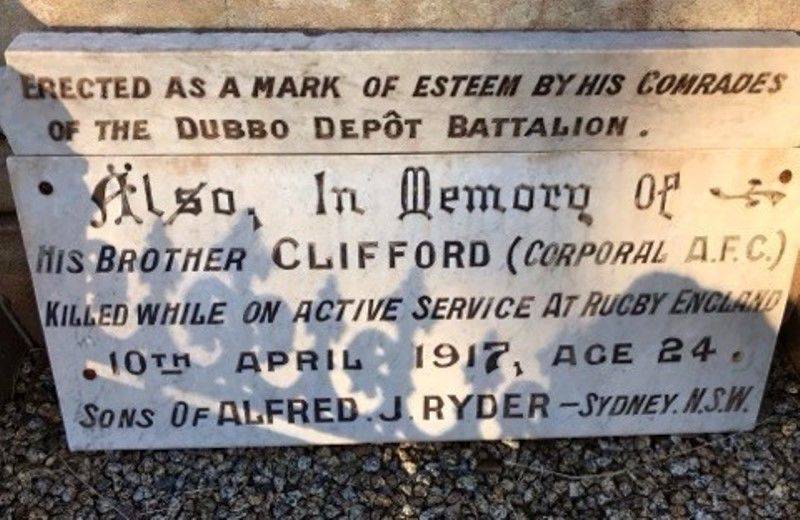 ERECTED AS A MARK OF ESTEEM BY HIS COMRADES
OF THE DUBBO DEPÔT BATTALION.
Also, In Memory Of
HIS BROTHER CLIFFORD (CORPORAL A.F.C.)
KILLED WHILE ON ACTIVE SERVICE AT RUGBY ENGLAND
10TH APRIL 1917, AGE 24.
SONS OF ALFRED. J. RYDER – SYDNEY. N.S.W.